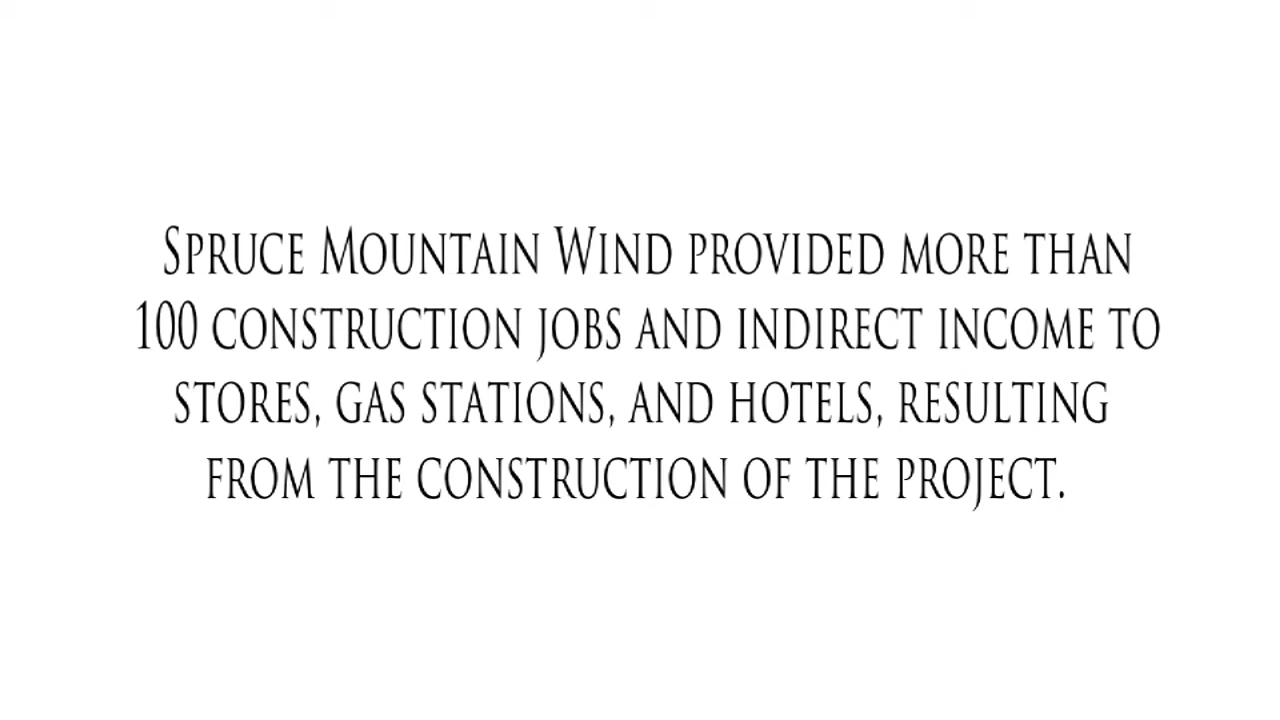 Spruce Mountain Wind provided more than
100 construction jobs and indirect income to
stores, gas stations, and hotels, resulting
from the construction of the project.